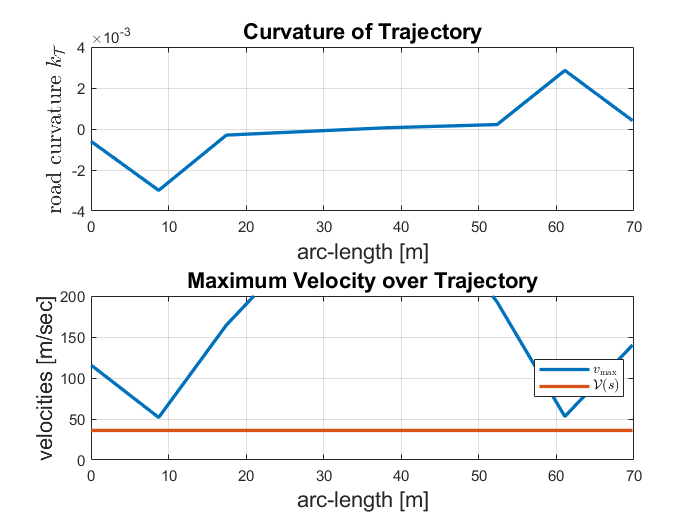 Curvature of Trajectory
×10⁻³
road curvature k_𝒯
4
2
0
-2
-4
0 10 20 30 40 50 60 70
arc-length [m]
Maximum Velocity over Trajectory
velocities [m/sec]
200
150
100
50
0
v_max
𝒱(s)
0 10 20 30 40 50 60 70
arc-length [m]